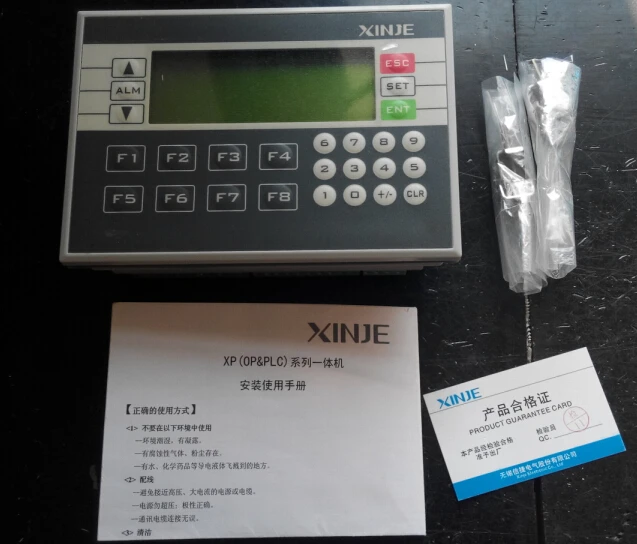 XINJE
▲
ESC
ALM
SET
▼
ENT
F1 F2 F3 F4
6 7 8 9
2 3 4 5
F5 F6 F7 F8
1 0 +/- CLR
XINJE
XP(OP&PLC)系列一体机
安装使用手册
【正确的使用方式】
<1> 不要在以下环境中使用
—环境潮湿，有凝露。
—有腐蚀性气体，粉尘存在。
—有水、化学药品等导电液体飞溅到的地方。
<2> 配线
—避免接近高压、大电流的电源或电缆。
—电源勿超压；极性正确。
—通讯电缆连接无误。
<3> 清洁
XINJE
产品合格证
PRODUCT GUARANTEE CARD
本产品经检验合格
准予出厂
检验员
QC.
无锡信捷电气股份有限公司